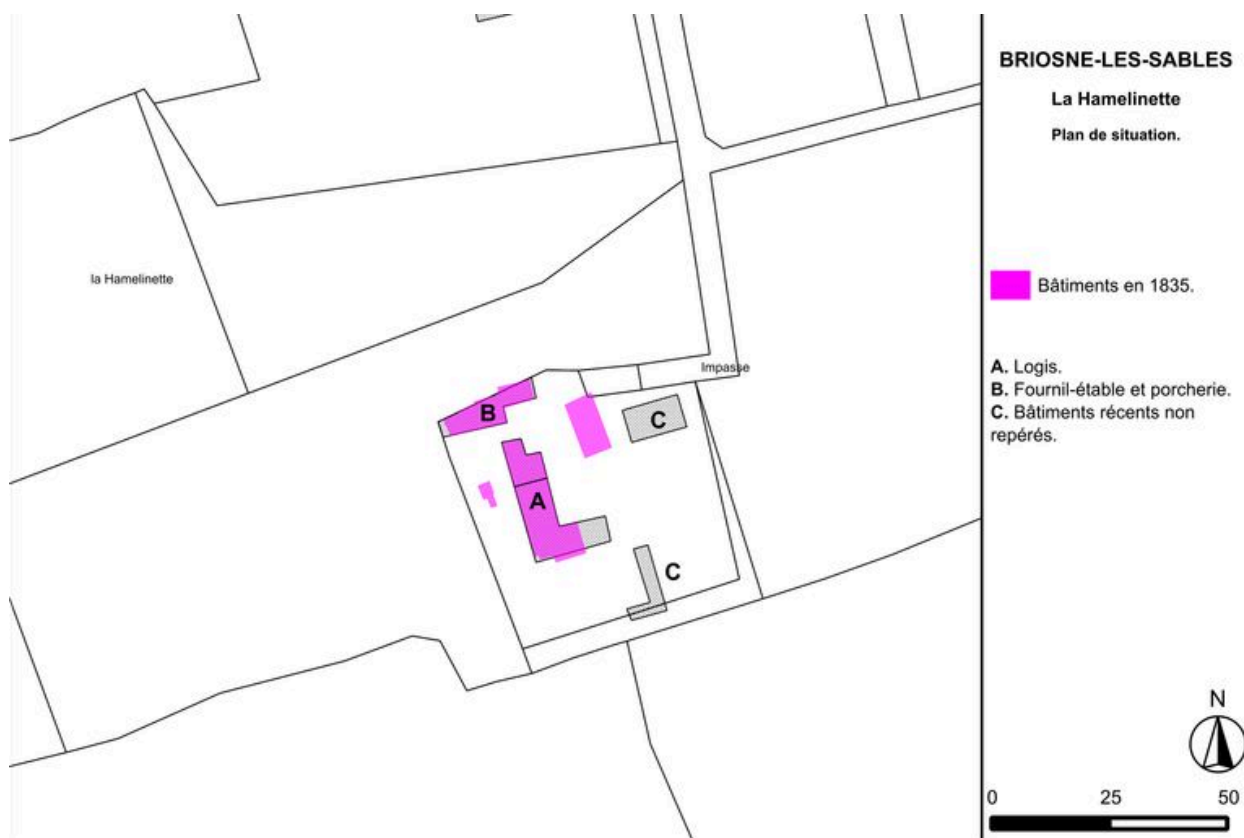 BRIOSNE-LES-SABLES
La Hamelinette
Plan de situation.
la Hamelinette
Bâtiments en 1835.
Impasse
A. Logis.
B. Fournil-étable et porcherie.
C. Bâtiments récents non
repérés.
B
C
A
C
N
0 25 50